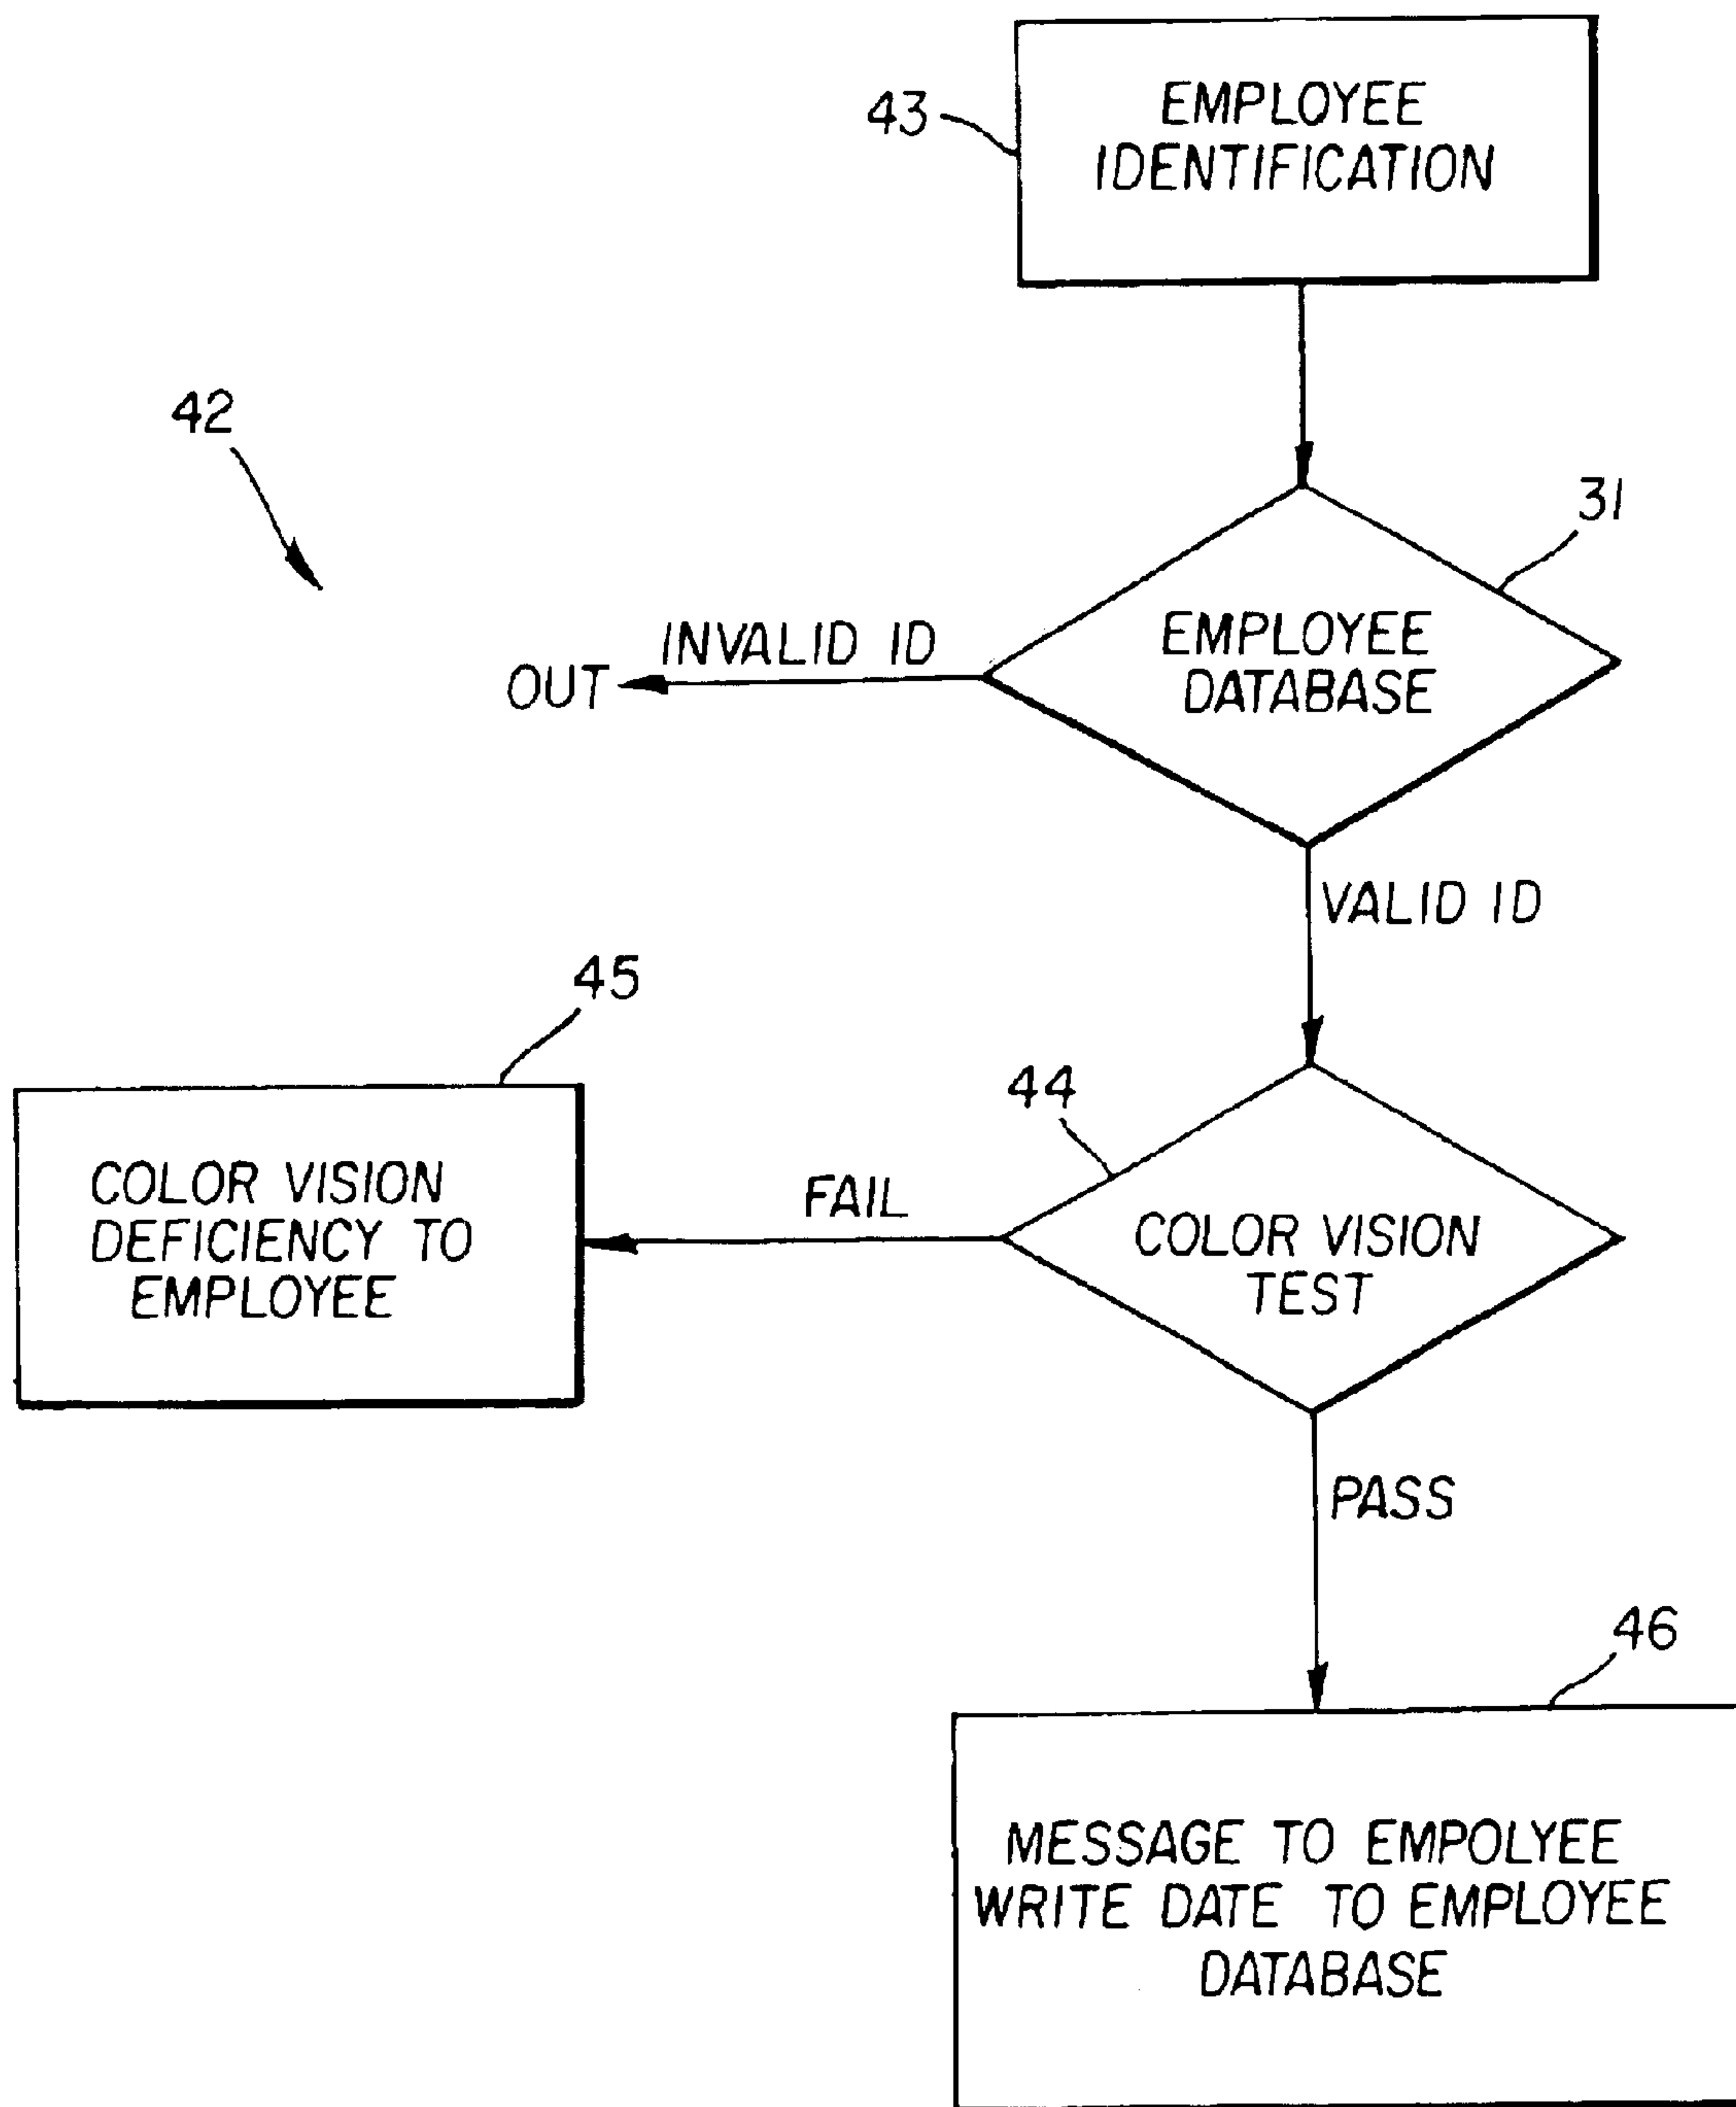 43
EMPLOYEE
IDENTIFICATION
42
31
EMPLOYEE
DATABASE
INVALID ID
OUT
VALID ID
45
44
COLOR VISION
DEFICIENCY TO
EMPLOYEE
FAIL
COLOR VISION
TEST
PASS
46
MESSAGE TO EMPOLYEE
WRITE DATE TO EMPLOYEE
DATABASE